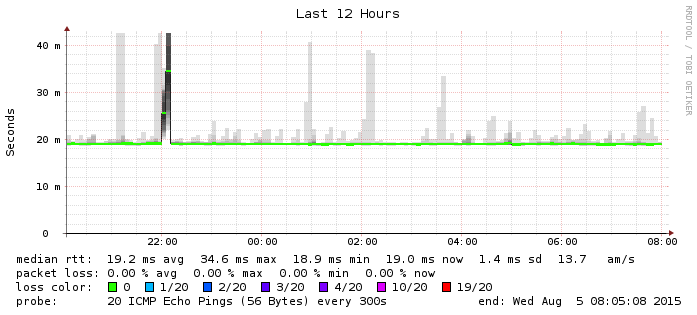 Last 12 Hours
RRDTOOL / TOBI OETIKER
Seconds
40 m
30 m
20 m
10 m
0
22:00 00:00 02:00 04:00 06:00 08:00
median rtt: 19.2 ms avg 34.6 ms max 18.9 ms min 19.0 ms now 1.4 ms sd 13.7 am/s
packet loss: 0.00 % avg 0.00 % max 0.00 % min 0.00 % now
loss color: 0 1/20 2/20 3/20 4/20 10/20 19/20
probe: 20 ICMP Echo Pings (56 Bytes) every 300s end: Wed Aug 5 08:05:08 2015